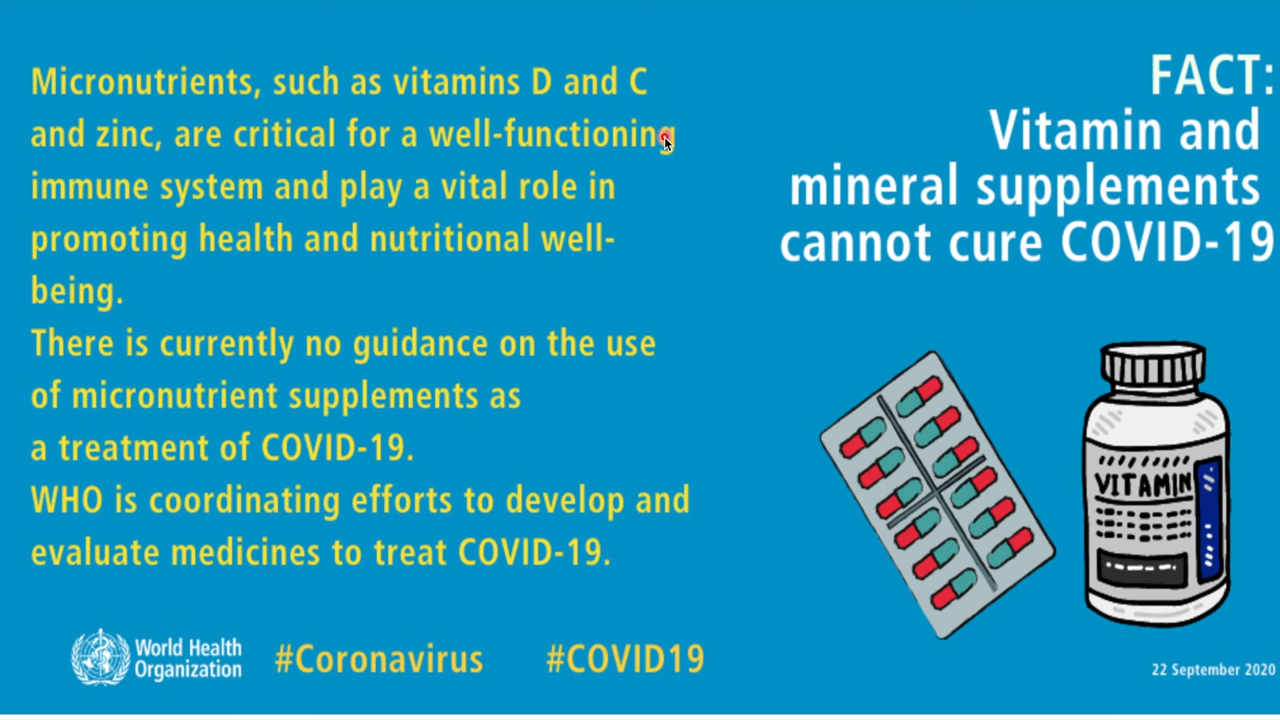 Micronutrients, such as vitamins D and C
and zinc, are critical for a well-functioning
immune system and play a vital role in
promoting health and nutritional well-
being.
There is currently no guidance on the use
of micronutrient supplements as
a treatment of COVID-19.
WHO is coordinating efforts to develop and
evaluate medicines to treat COVID-19.
FACT:
Vitamin and
mineral supplements
cannot cure COVID-19
VITAMIN
World Health
Organization
#Coronavirus #COVID19
22 September 2020